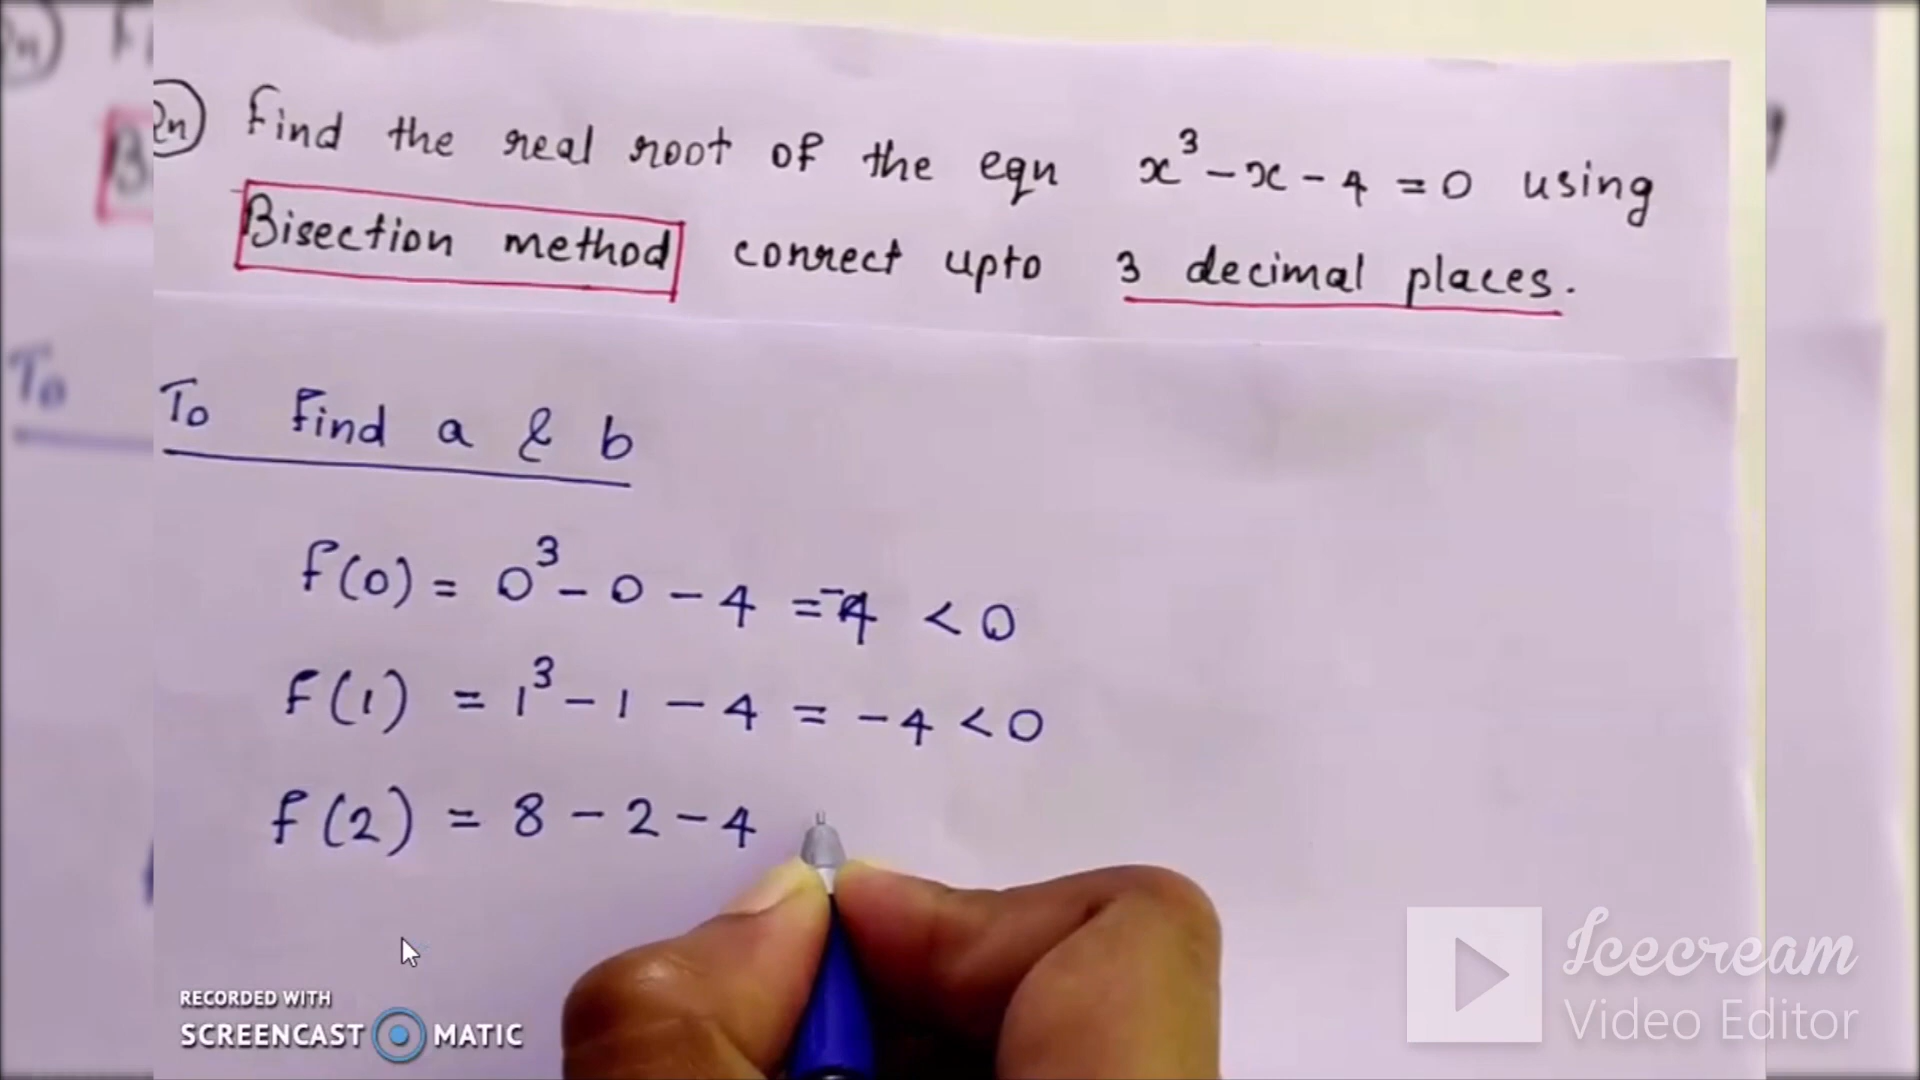 Qn) Find the real root of the eqn x³ - x - 4 = 0 using
Bisection method correct upto 3 decimal places.
To Find a & b
f(0) = 0³ - 0 - 4 = -4 < 0
f(1) = 1³ - 1 - 4 = -4 < 0
f(2) = 8 - 2 - 4
RECORDED WITH
SCREENCAST MATIC
Icecream
Video Editor